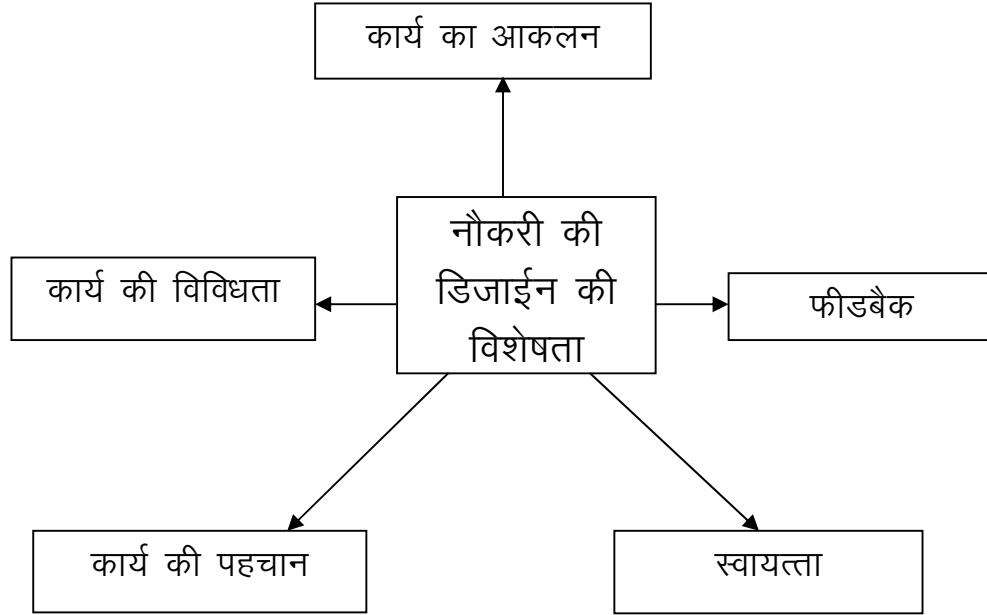 कार्य का आकलन
नौकरी की
डिजाईन की
विशेषता
कार्य की विविधता
फीडबैक
कार्य की पहचान
स्वायत्ता